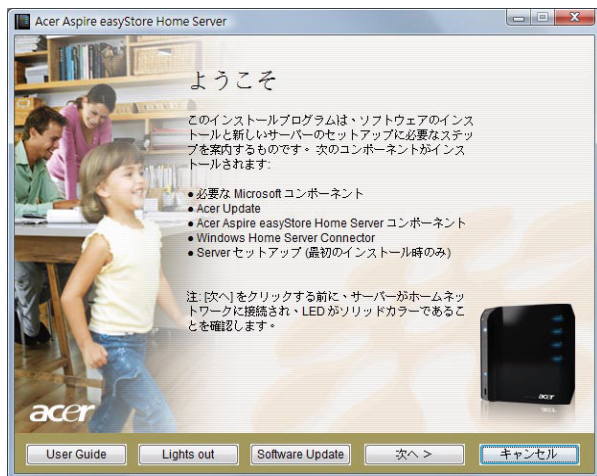 Acer Aspire easyStore Home Server
ようこそ
このインストールプログラムは、ソフトウェアのインス
トールと新しいサーバーのセットアップに必要なステッ
プを案内するものです。次のコンポーネントがインス
トールされます:
● 必要な Microsoft コンポーネント
● Acer Update
● Acer Aspire easyStore Home Server コンポーネント
● Windows Home Server Connector
● Server セットアップ (最初のインストール時のみ)
注: [次へ] をクリックする前に、サーバーがホームネッ
トワークに接続され、LED がソリッドカラーであるこ
とを確認します。
acer
acer
User Guide
Lights out
Software Update
次へ >
キャンセル